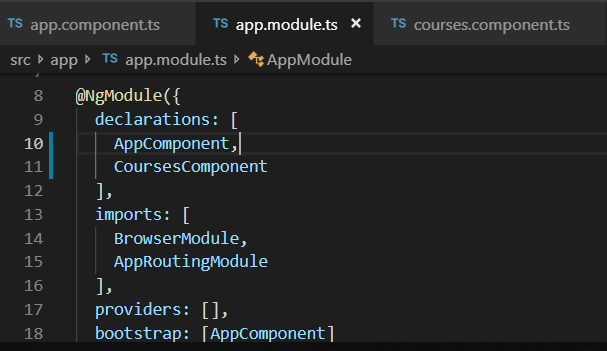 TS app.component.ts TS app.module.ts × TS courses.component.ts
src > app > TS app.module.ts > AppModule
8 @NgModule({
9 declarations: [
10 AppComponent,
11 CoursesComponent
12 ],
13 imports: [
14 BrowserModule,
15 AppRoutingModule
16 ],
17 providers: [],
18 bootstrap: [AppComponent]